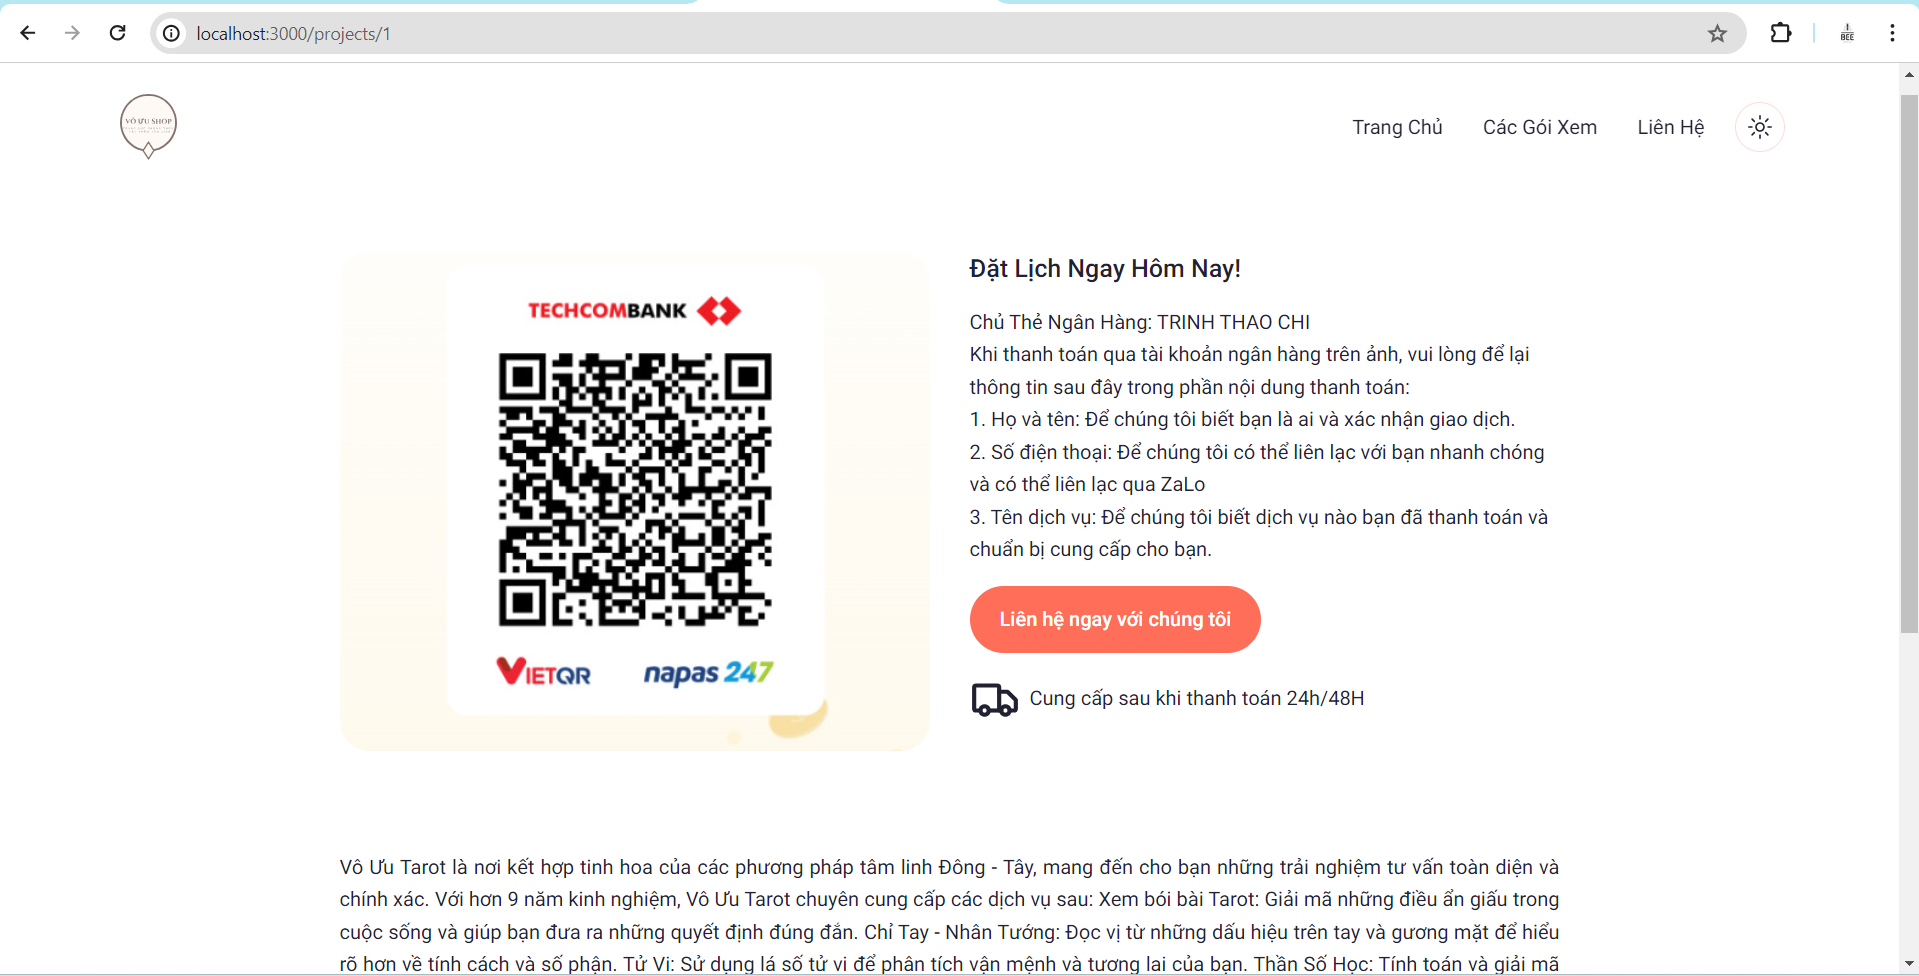 localhost:3000/projects/1
BEE
VÔ ƯU SHOP
Trang Chủ
Các Gói Xem
Liên Hệ
TECHCOMBANK
VIETQR
napas 247
Đặt Lịch Ngay Hôm Nay!
Chủ Thẻ Ngân Hàng: TRINH THAO CHI
Khi thanh toán qua tài khoản ngân hàng trên ảnh, vui lòng để lại
thông tin sau đây trong phần nội dung thanh toán:
1. Họ và tên: Để chúng tôi biết bạn là ai và xác nhận giao dịch.
2. Số điện thoại: Để chúng tôi có thể liên lạc với bạn nhanh chóng
và có thể liên lạc qua ZaLo
3. Tên dịch vụ: Để chúng tôi biết dịch vụ nào bạn đã thanh toán và
chuẩn bị cung cấp cho bạn.
Liên hệ ngay với chúng tôi
Cung cấp sau khi thanh toán 24h/48H
Vô Ưu Tarot là nơi kết hợp tinh hoa của các phương pháp tâm linh Đông - Tây, mang đến cho bạn những trải nghiệm tư vấn toàn diện và
chính xác. Với hơn 9 năm kinh nghiệm, Vô Ưu Tarot chuyên cung cấp các dịch vụ sau: Xem bói bài Tarot: Giải mã những điều ẩn giấu trong
cuộc sống và giúp bạn đưa ra những quyết định đúng đắn. Chỉ Tay - Nhân Tướng: Đọc vị từ những dấu hiệu trên tay và gương mặt để hiểu
rõ hơn về tính cách và số phận. Tử Vi: Sử dụng lá số tử vi để phân tích vận mệnh và tương lai của bạn. Thần Số Học: Tính toán và giải mã